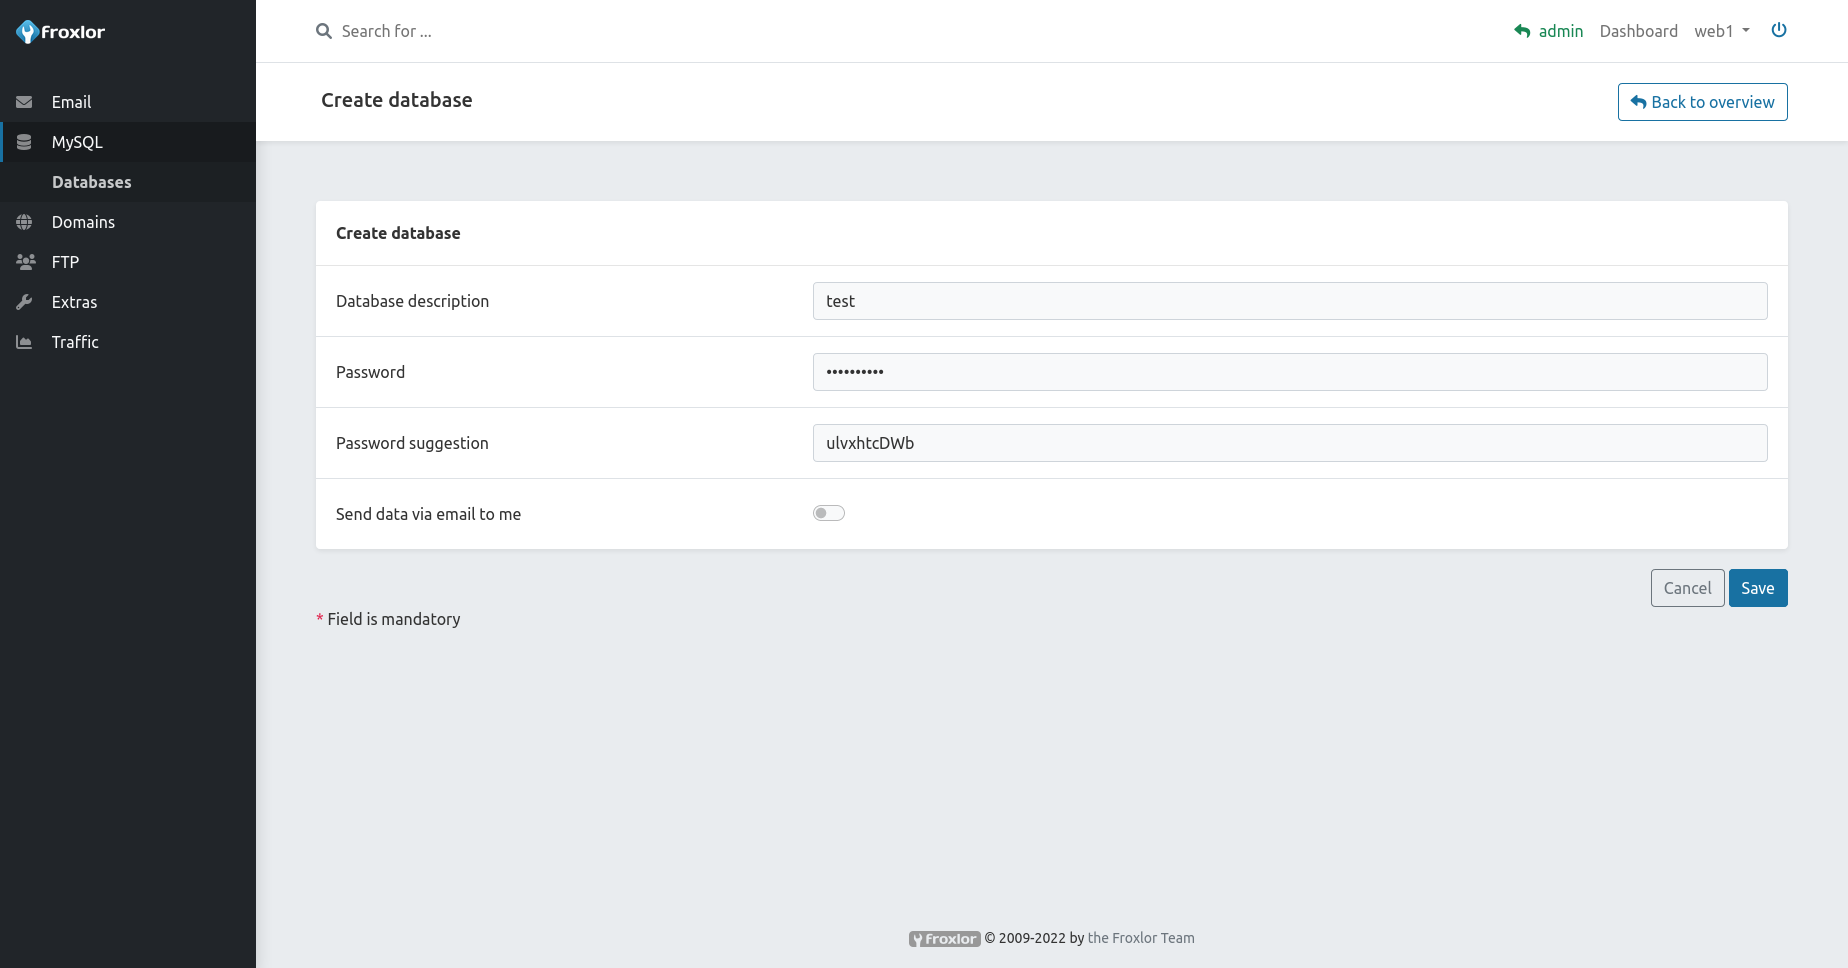 froxlor
Search for ...
admin Dashboard web1
Email
MySQL
Databases
Domains
FTP
Extras
Traffic
Create database
Back to overview
Create database
Database description test
Password ••••••••••
Password suggestion ulvxhtcDWb
Send data via email to me
Cancel Save
* Field is mandatory
froxlor © 2009-2022 by the Froxlor Team